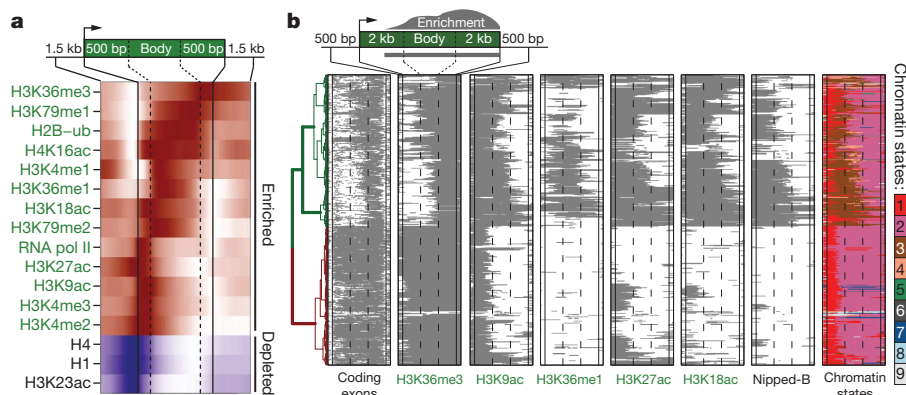 a
1.5 kb 500 bp Body 500 bp 1.5 kb
H3K36me3
H3K79me1
H2B–ub
H4K16ac
H3K4me1
H3K36me1
H3K18ac
H3K79me2
RNA pol II
H3K27ac
H3K9ac
H3K4me3
H3K4me2
H4
H1
H3K23ac
Enriched
Depleted
b
Enrichment
500 bp 2 kb Body 2 kb 500 bp
Coding exons
H3K36me3
H3K9ac
H3K36me1
H3K27ac
H3K18ac
Nipped-B
Chromatin states
Chromatin states:
1
2
3
4
5
6
7
8
9